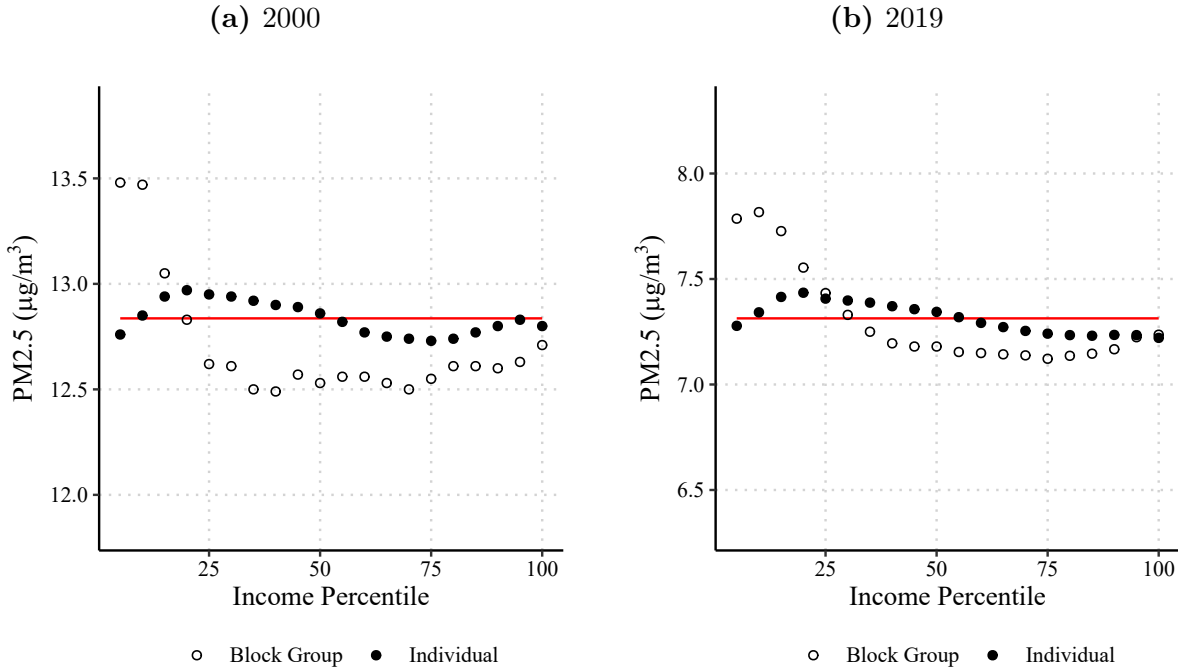 (a) 2000
PM2.5 (µg/m³)
13.5
13.0
12.5
12.0
25
50
75
100
Income Percentile
Block Group
Individual
(b) 2019
PM2.5 (µg/m³)
8.0
7.5
7.0
6.5
25
50
75
100
Income Percentile
Block Group
Individual